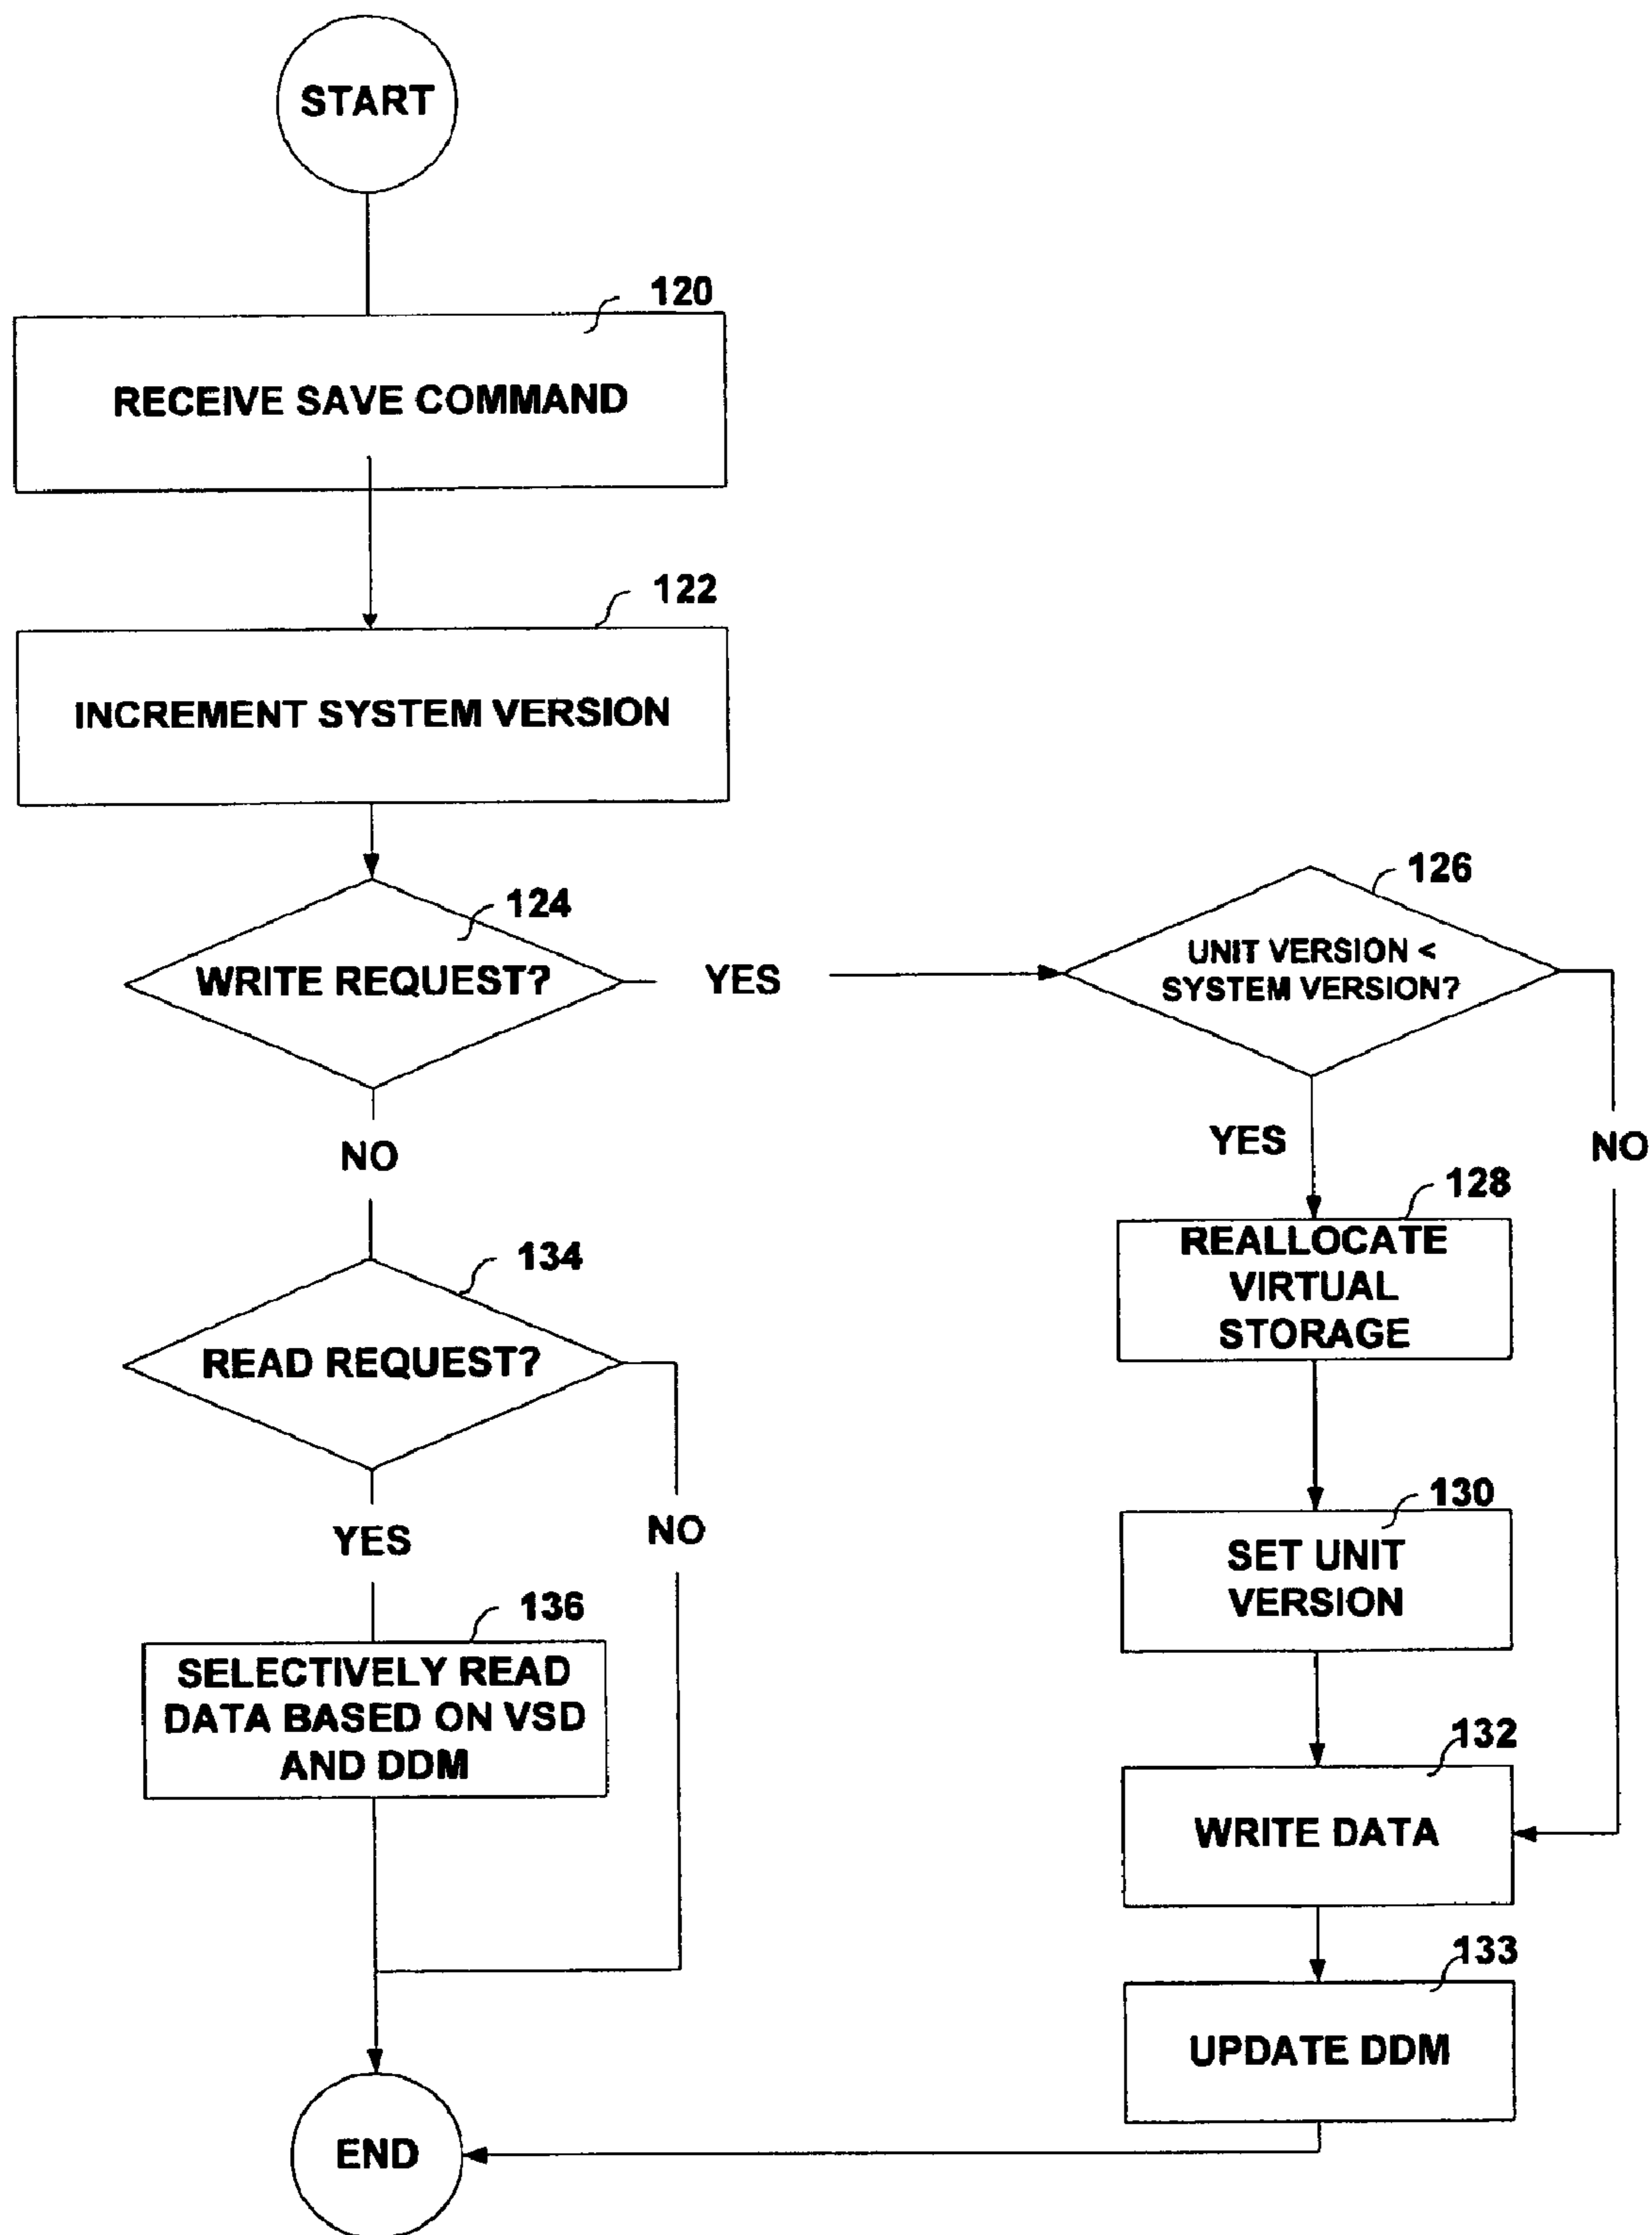 START
120
RECEIVE SAVE COMMAND
122
INCREMENT SYSTEM VERSION
124
WRITE REQUEST?
YES
126
UNIT VERSION <
SYSTEM VERSION?
NO
YES
NO
128
REALLOCATE
VIRTUAL
STORAGE
134
READ REQUEST?
130
SET UNIT
VERSION
YES
NO
136
SELECTIVELY READ
DATA BASED ON VSD
AND DDM
132
WRITE DATA
133
UPDATE DDM
END